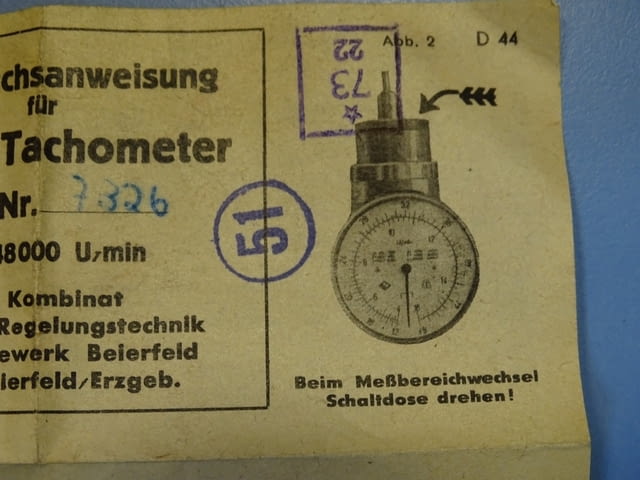 chsanweisung
für
Tachometer
Nr. 7326
48000 U/min
Kombinat
Regelungstechnik
ewerk Beierfeld
ierfeld/Erzgeb.
51
22
73
Abb. 2 D 44
Beim Meßbereichwechsel
Schaltdose drehen!